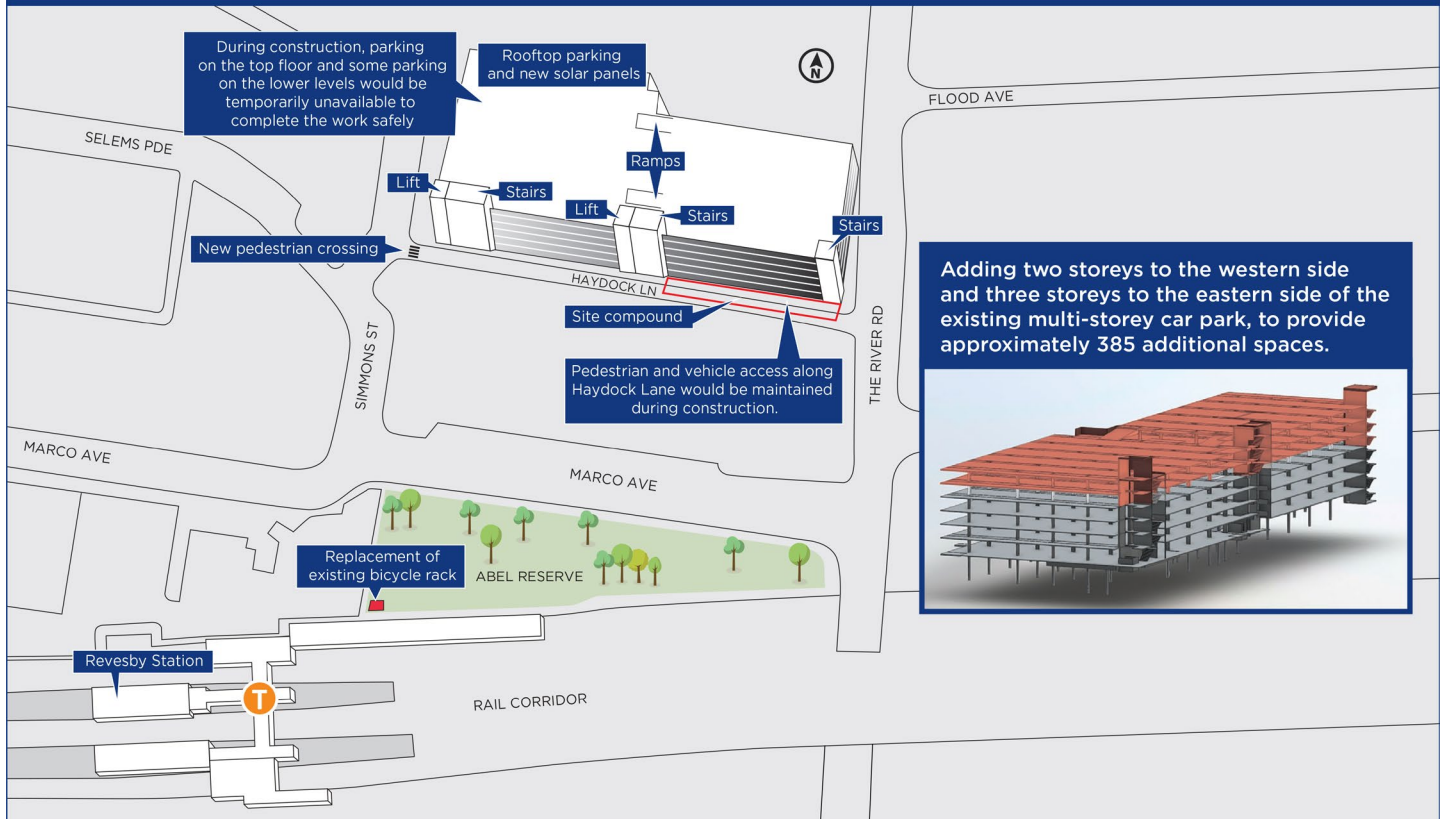 During construction, parking
on the top floor and some parking
on the lower levels would be
temporarily unavailable to
complete the work safely
Rooftop parking
and new solar panels
N
FLOOD AVE
SELEMS PDE
Ramps
Lift
Stairs
Lift
Stairs
Stairs
New pedestrian crossing
HAYDOCK LN
Site compound
Pedestrian and vehicle access along
Haydock Lane would be maintained
during construction.
SIMMONS ST
THE RIVER RD
Adding two storeys to the western side
and three storeys to the eastern side of the
existing multi-storey car park, to provide
approximately 385 additional spaces.
MARCO AVE
MARCO AVE
Replacement of
existing bicycle rack
ABEL RESERVE
Revesby Station
T
RAIL CORRIDOR